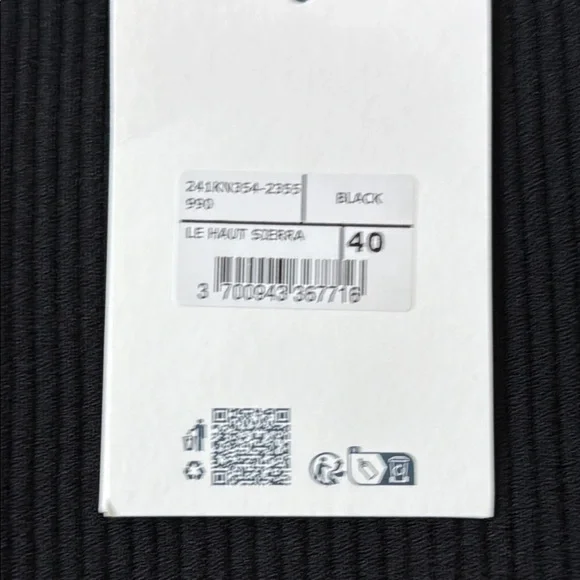 241KN354-2355 BLACK
990
LE HAUT SIERRA 40
3 700943 367716